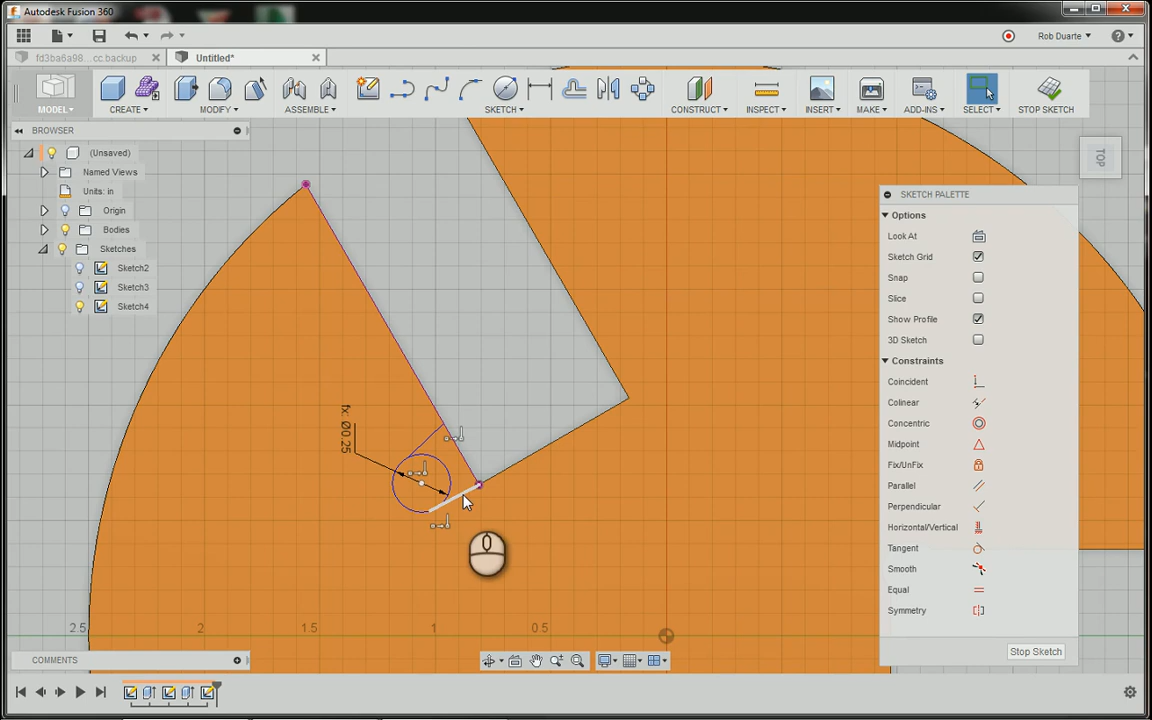 Autodesk Fusion 360
Rob Duarte
fd3ba6a98...cc.backup
Untitled*
MODEL
CREATE
MODIFY
ASSEMBLE
SKETCH
CONSTRUCT
INSPECT
INSERT
MAKE
ADD-INS
SELECT
STOP SKETCH
BROWSER
(Unsaved)
Named Views
Units: in
Origin
Bodies
Sketches
Sketch2
Sketch3
Sketch4
TOP
SKETCH PALETTE
Options
Look At
Sketch Grid
Snap
Slice
Show Profile
3D Sketch
Constraints
Coincident
Colinear
Concentric
Midpoint
Fix/UnFix
Parallel
Perpendicular
Horizontal/Vertical
Tangent
Smooth
Equal
Symmetry
Stop Sketch
fx: Ø0.25
2.5 2 1.5 1 0.5
COMMENTS